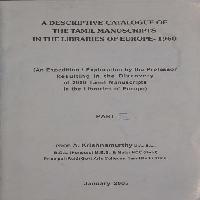 A DESCRIPTIVE CATALOGUE OF
THE TAMIL MANUSCRIPTS
IN THE LIBRARIES OF EUROPE- 1960
(An Expedition / Exploration by the Professor
Resulting in the Discovery
of 2000 Tamil Manuscripts
in the Libraries of Europe)
PART
A. Krishnamurthy
January 2005